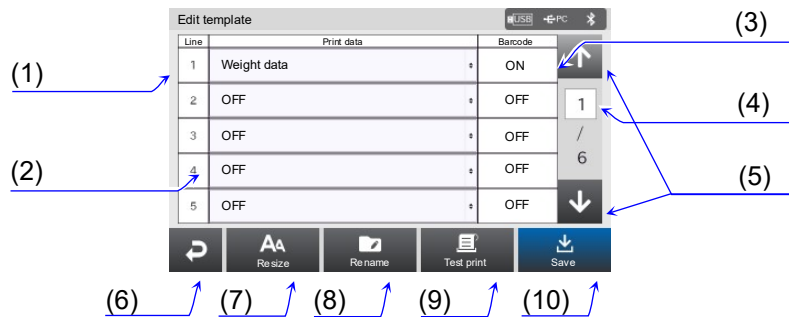 Edit template USB PC
Line Print data Barcode
(3)
1 Weight data ON
(1)
2 OFF OFF
1
(4)
3 OFF OFF
/
6
(2)
4 OFF OFF
(5)
5 OFF OFF
AA
Resize Rename Test print Save
(6) (7) (8) (9) (10)